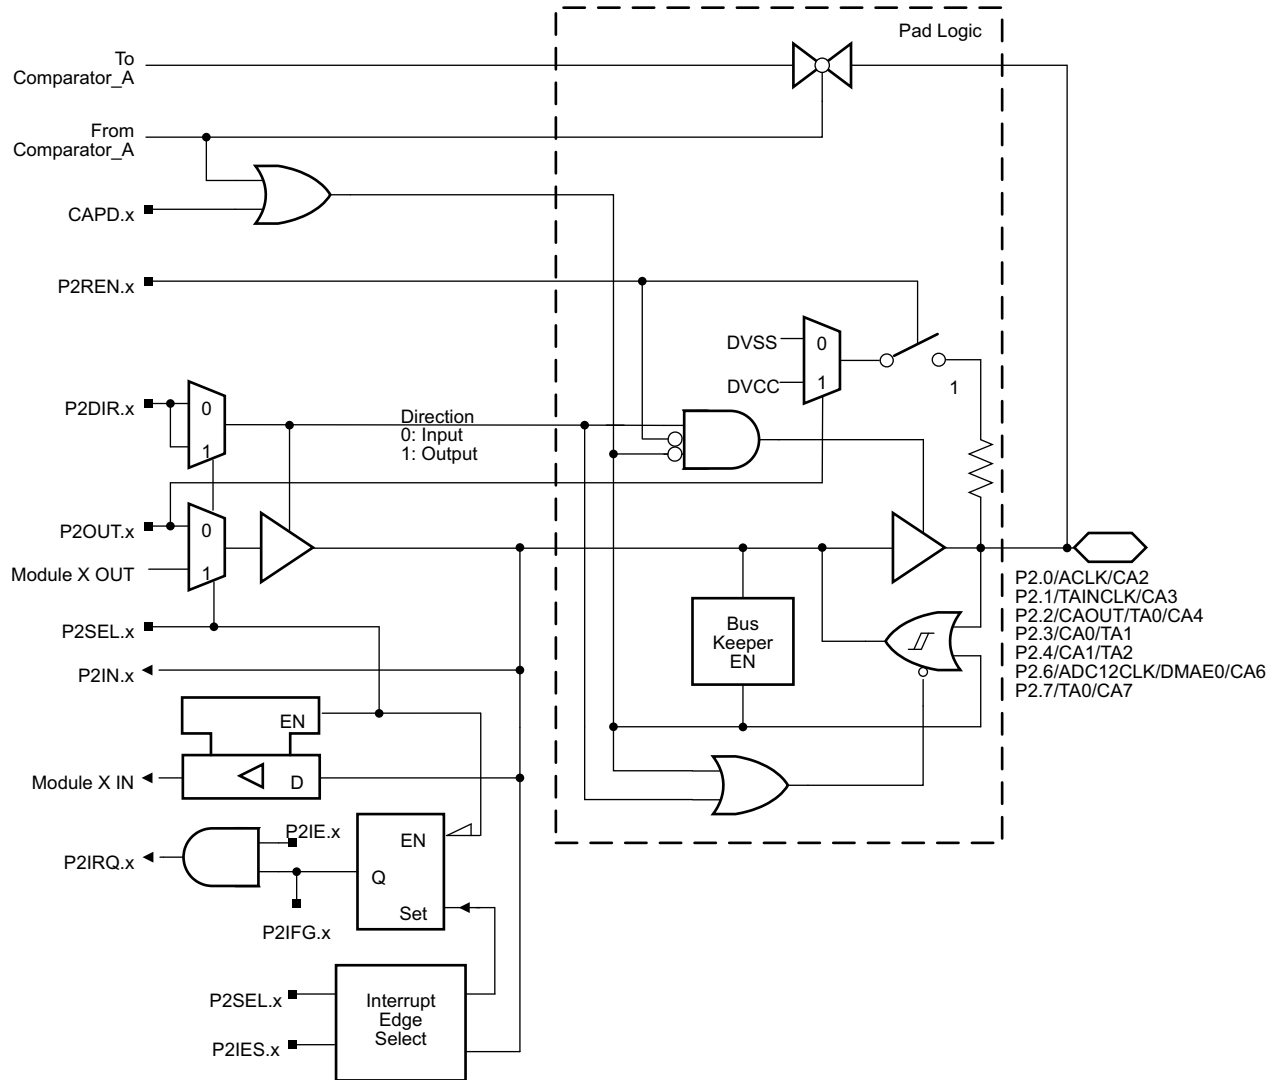 Pad Logic
To
Comparator_A
From
Comparator_A
CAPD.x
P2REN.x
DVSS
0
DVCC
1
1
P2DIR.x
0
1
Direction
0: Input
1: Output
P2OUT.x
0
Module X OUT
1
P2SEL.x
P2IN.x
Bus
Keeper
EN
P2.0/ACLK/CA2
P2.1/TAINCLK/CA3
P2.2/CAOUT/TA0/CA4
P2.3/CA0/TA1
P2.4/CA1/TA2
P2.6/ADC12CLK/DMAE0/CA6
P2.7/TA0/CA7
EN
Module X IN
D
P2IE.x
P2IRQ.x
EN
Q
Set
P2IFG.x
P2SEL.x
P2IES.x
Interrupt
Edge
Select